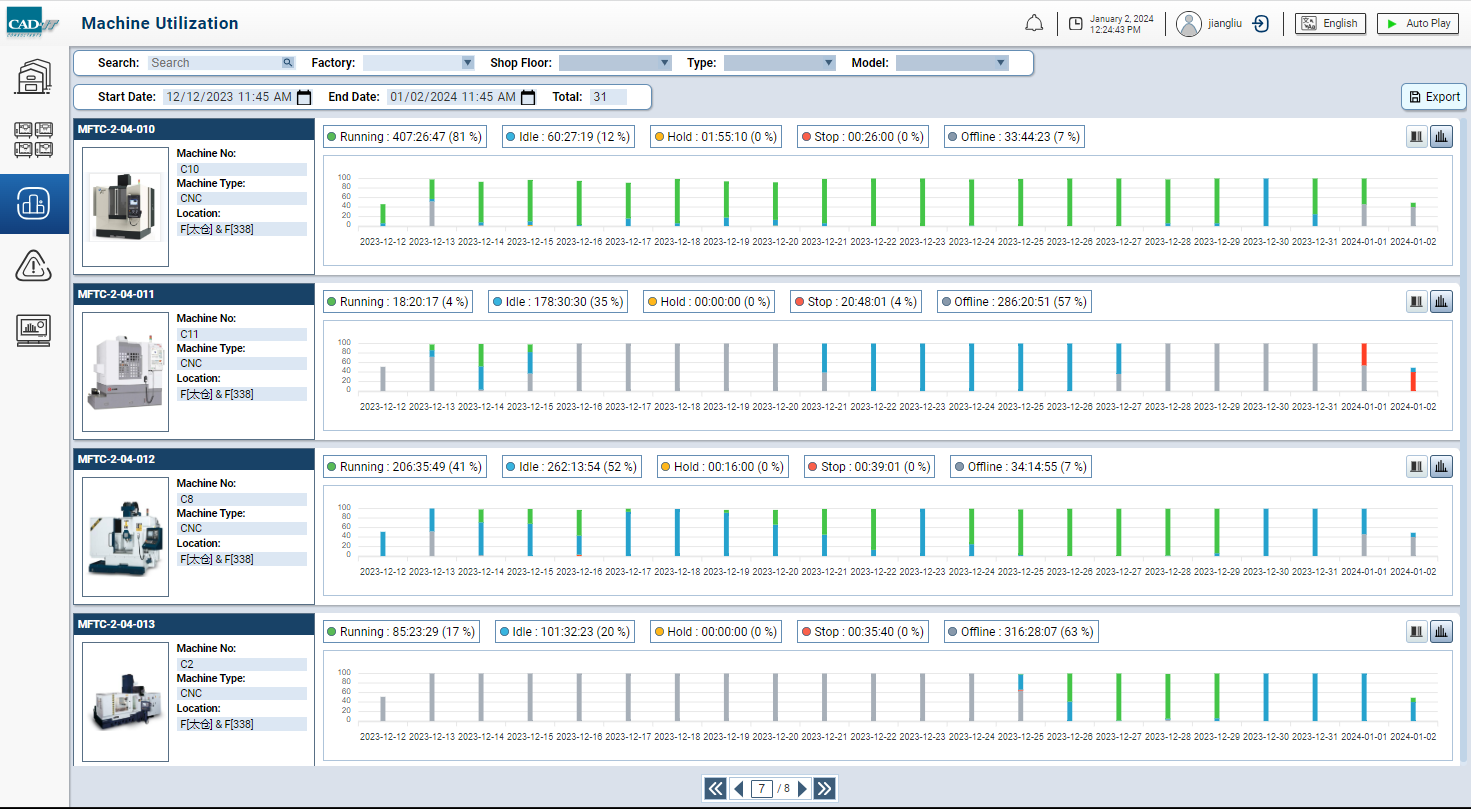 CAD-IT
CONSULTANTS
Machine Utilization
January 2, 2024
12:24:43 PM
jiangliu
English
Auto Play
Search: Search Factory: Shop Floor: Type: Model:
Start Date: 12/12/2023 11:45 AM End Date: 01/02/2024 11:45 AM Total: 31
Export
MFTC-2-04-010
Machine No:
C10
Machine Type:
CNC
Location:
F[太仓] & F[338]
Running : 407:26:47 (81 %) Idle : 60:27:19 (12 %) Hold : 01:55:10 (0 %) Stop : 00:26:00 (0 %) Offline : 33:44:23 (7 %)
100
80
60
40
20
0
2023-12-12 2023-12-13 2023-12-14 2023-12-15 2023-12-16 2023-12-17 2023-12-18 2023-12-19 2023-12-20 2023-12-21 2023-12-22 2023-12-23 2023-12-24 2023-12-25 2023-12-26 2023-12-27 2023-12-28 2023-12-29 2023-12-30 2023-12-31 2024-01-01 2024-01-02
MFTC-2-04-011
Machine No:
C11
Machine Type:
CNC
Location:
F[太仓] & F[338]
Running : 18:20:17 (4 %) Idle : 178:30:30 (35 %) Hold : 00:00:00 (0 %) Stop : 20:48:01 (4 %) Offline : 286:20:51 (57 %)
100
80
60
40
20
0
2023-12-12 2023-12-13 2023-12-14 2023-12-15 2023-12-16 2023-12-17 2023-12-18 2023-12-19 2023-12-20 2023-12-21 2023-12-22 2023-12-23 2023-12-24 2023-12-25 2023-12-26 2023-12-27 2023-12-28 2023-12-29 2023-12-30 2023-12-31 2024-01-01 2024-01-02
MFTC-2-04-012
Machine No:
C8
Machine Type:
CNC
Location:
F[太仓] & F[338]
Running : 206:35:49 (41 %) Idle : 262:13:54 (52 %) Hold : 00:16:00 (0 %) Stop : 00:39:01 (0 %) Offline : 34:14:55 (7 %)
100
80
60
40
20
0
2023-12-12 2023-12-13 2023-12-14 2023-12-15 2023-12-16 2023-12-17 2023-12-18 2023-12-19 2023-12-20 2023-12-21 2023-12-22 2023-12-23 2023-12-24 2023-12-25 2023-12-26 2023-12-27 2023-12-28 2023-12-29 2023-12-30 2023-12-31 2024-01-01 2024-01-02
MFTC-2-04-013
Machine No:
C2
Machine Type:
CNC
Location:
F[太仓] & F[338]
Running : 85:23:29 (17 %) Idle : 101:32:23 (20 %) Hold : 00:00:00 (0 %) Stop : 00:35:40 (0 %) Offline : 316:28:07 (63 %)
100
80
60
40
20
0
2023-12-12 2023-12-13 2023-12-14 2023-12-15 2023-12-16 2023-12-17 2023-12-18 2023-12-19 2023-12-20 2023-12-21 2023-12-22 2023-12-23 2023-12-24 2023-12-25 2023-12-26 2023-12-27 2023-12-28 2023-12-29 2023-12-30 2023-12-31 2024-01-01 2024-01-02
7 / 8